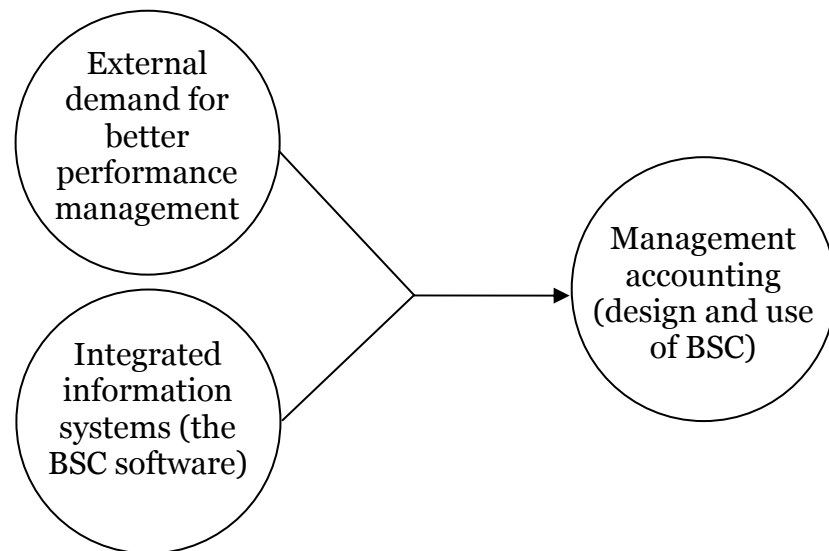 External
demand for
better
performance
management
Integrated
information
systems (the
BSC software)
Management
accounting
(design and use
of BSC)